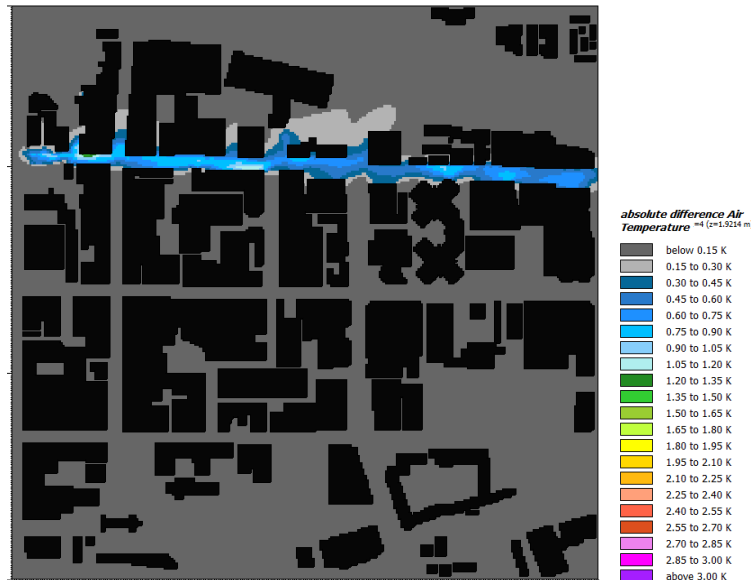 absolute difference Air
Temperature =4 (z=1.9214 m
below 0.15 K
0.15 to 0.30 K
0.30 to 0.45 K
0.45 to 0.60 K
0.60 to 0.75 K
0.75 to 0.90 K
0.90 to 1.05 K
1.05 to 1.20 K
1.20 to 1.35 K
1.35 to 1.50 K
1.50 to 1.65 K
1.65 to 1.80 K
1.80 to 1.95 K
1.95 to 2.10 K
2.10 to 2.25 K
2.25 to 2.40 K
2.40 to 2.55 K
2.55 to 2.70 K
2.70 to 2.85 K
2.85 to 3.00 K
above 3.00 K